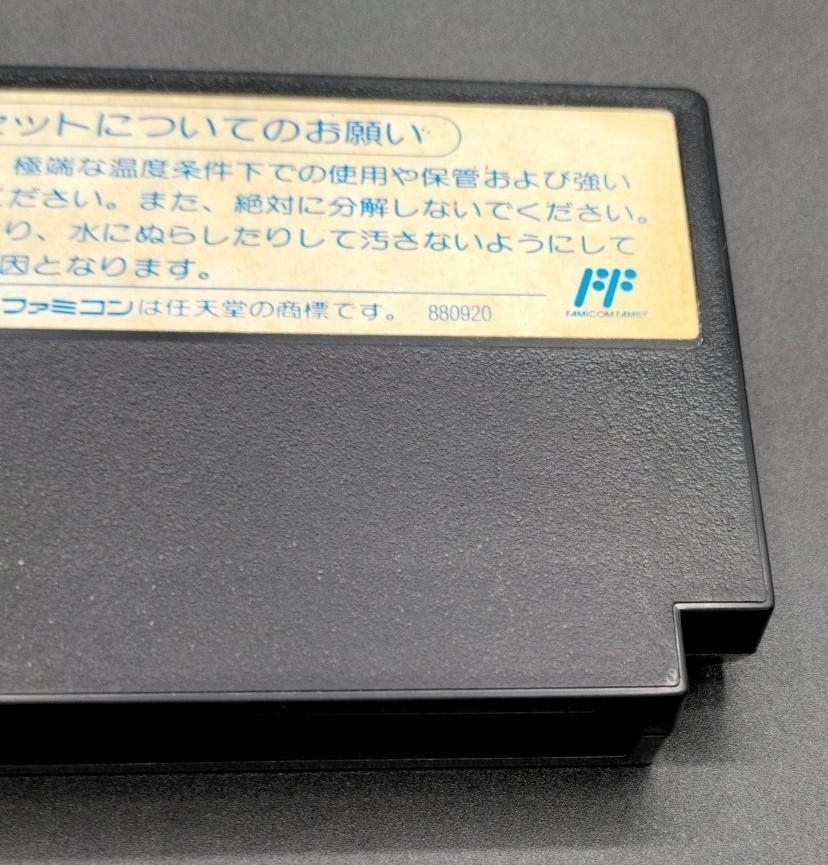 ットについてのお願い
極端な温度条件下での使用や保管および強い
ください。また、絶対に分解しないでください。
り、水にぬらしたりして汚さないようにして
因となります。
ファミコンは任天堂の商標です。 880920
FAMICOM FAMILY